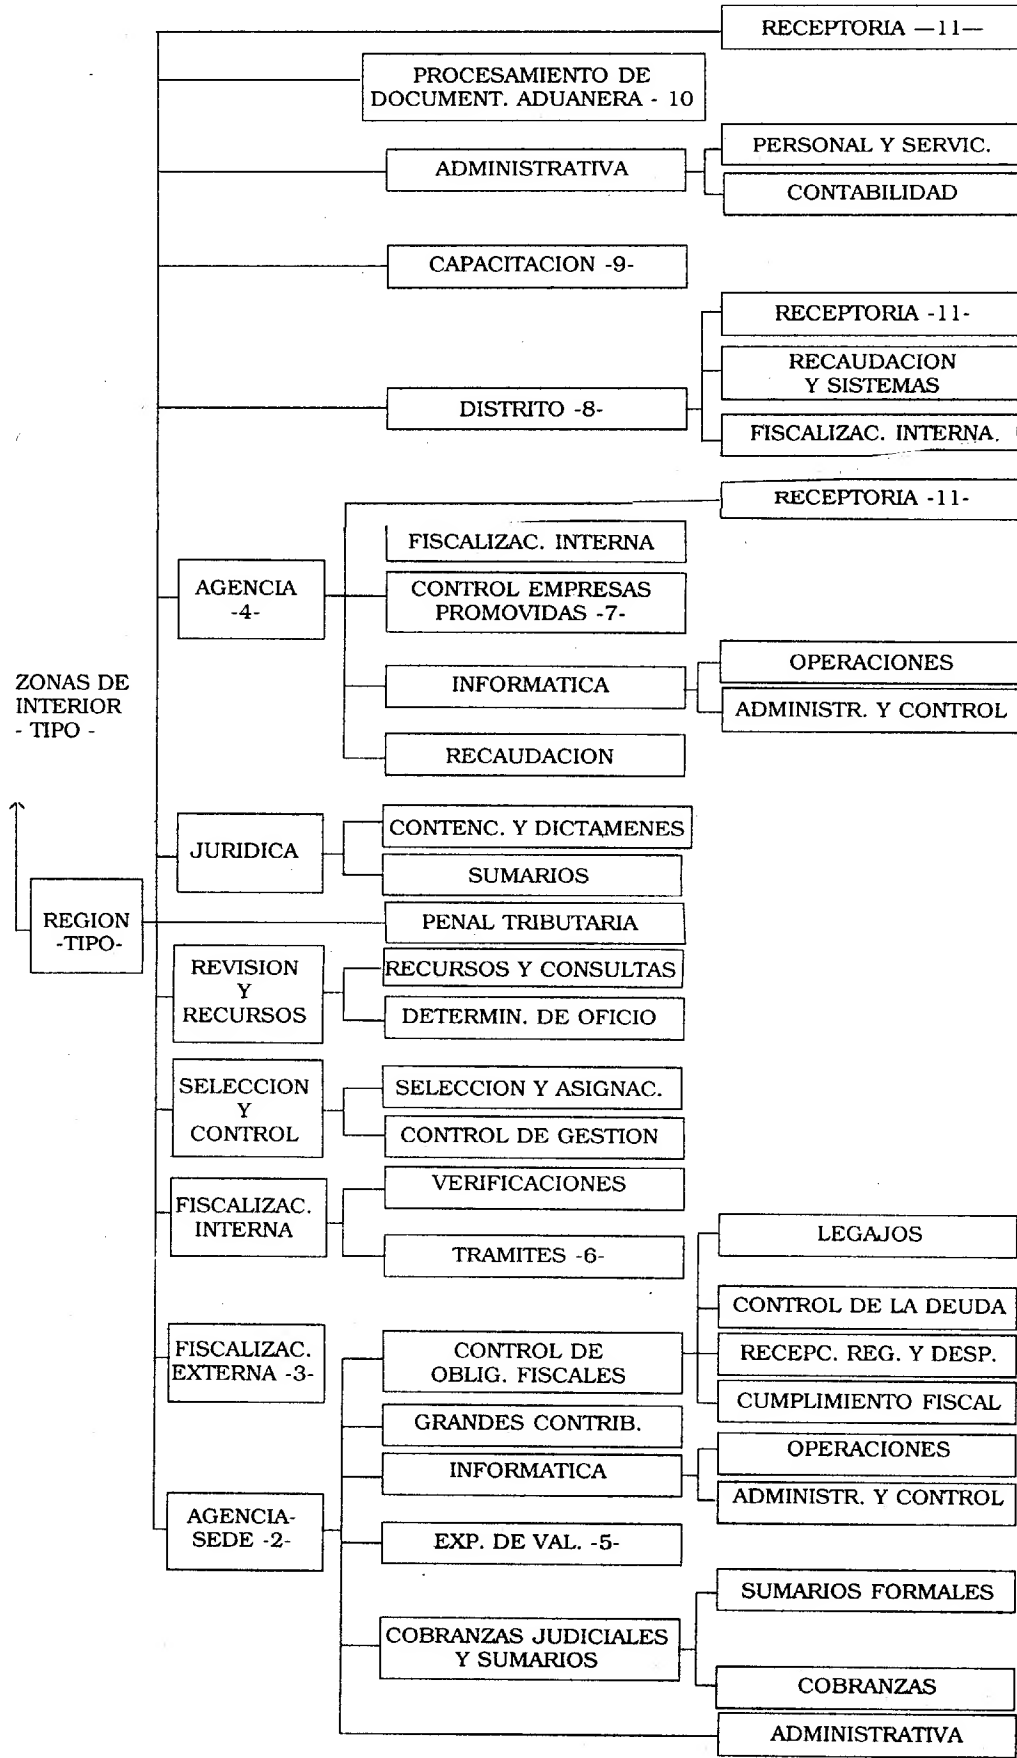 RECEPTORIA —11—
PROCESAMIENTO DE
DOCUMENT. ADUANERA - 10
PERSONAL Y SERVIC.
ADMINISTRATIVA
CONTABILIDAD
CAPACITACION -9-
RECEPTORIA -11-
RECAUDACION
Y SISTEMAS
DISTRITO -8-
FISCALIZAC. INTERNA.
RECEPTORIA -11-
FISCALIZAC. INTERNA
AGENCIA
-4-
CONTROL EMPRESAS
PROMOVIDAS -7-
OPERACIONES
INFORMATICA
ADMINISTR. Y CONTROL
ZONAS DE
INTERIOR
- TIPO -
RECAUDACION
CONTENC. Y DICTAMENES
JURIDICA
SUMARIOS
REGION
-TIPO-
PENAL TRIBUTARIA
REVISION
Y
RECURSOS
RECURSOS Y CONSULTAS
DETERMIN. DE OFICIO
SELECCION
Y
CONTROL
SELECCION Y ASIGNAC.
CONTROL DE GESTION
VERIFICACIONES
FISCALIZAC.
INTERNA
TRAMITES -6-
LEGAJOS
CONTROL DE LA DEUDA
FISCALIZAC.
EXTERNA -3-
CONTROL DE
OBLIG. FISCALES
RECEPC. REG. Y DESP.
CUMPLIMIENTO FISCAL
GRANDES CONTRIB.
OPERACIONES
INFORMATICA
ADMINISTR. Y CONTROL
AGENCIA-
SEDE -2-
EXP. DE VAL. -5-
SUMARIOS FORMALES
COBRANZAS JUDICIALES
Y SUMARIOS
COBRANZAS
ADMINISTRATIVA